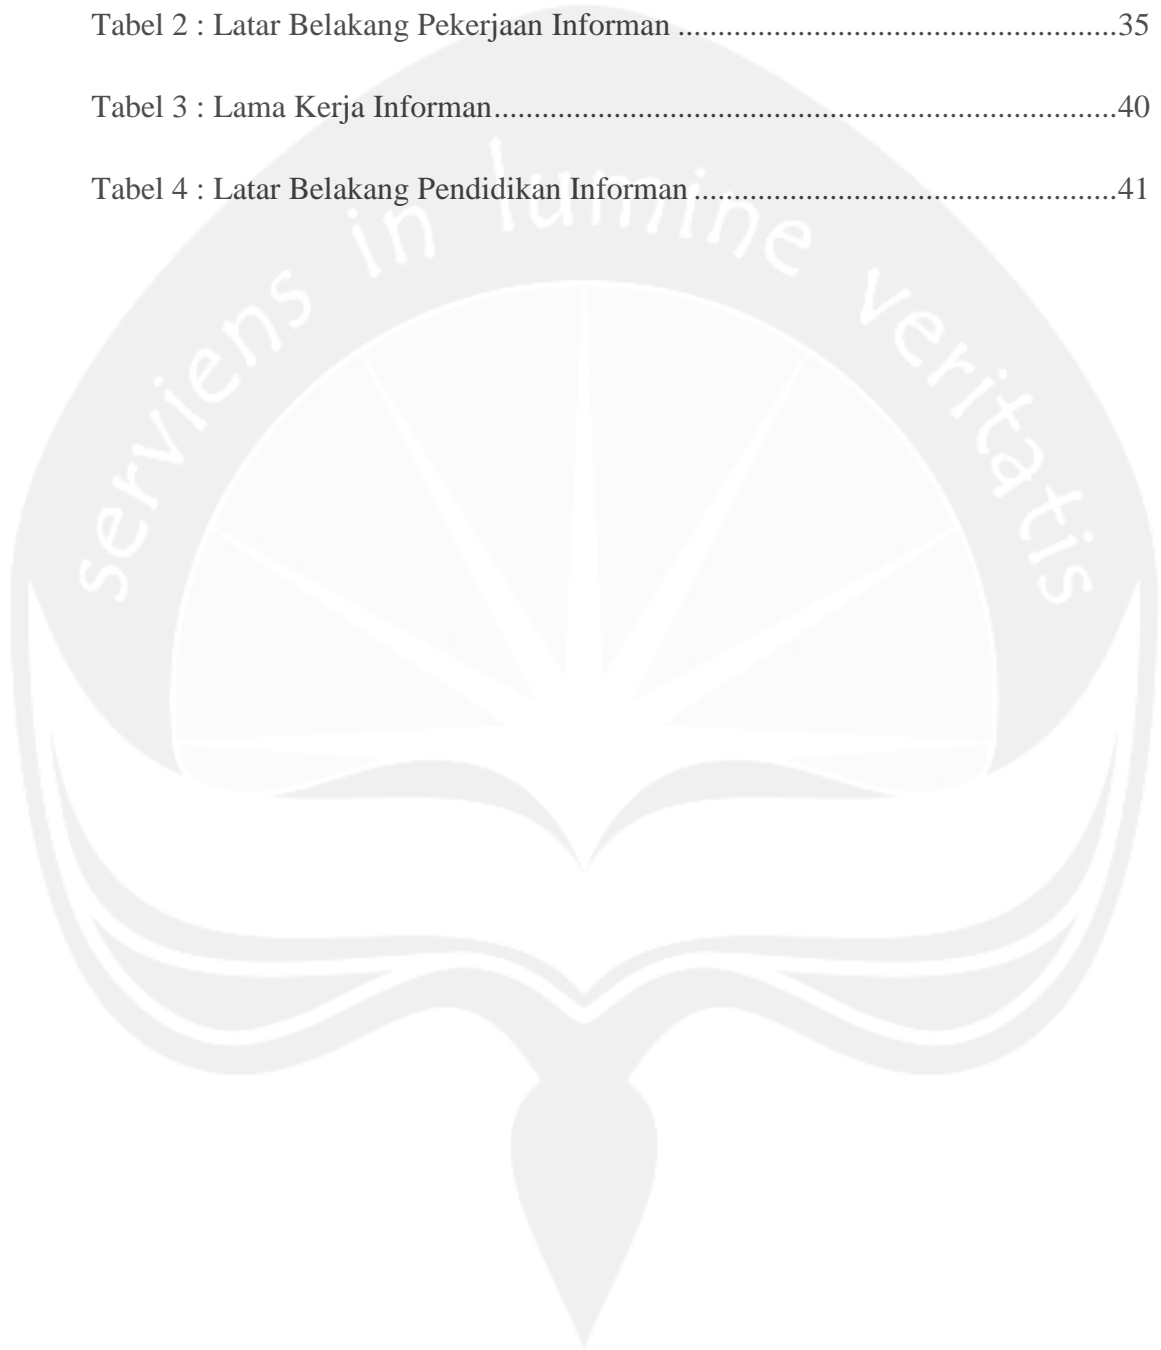 Tabel 2 : Latar Belakang Pekerjaan Informan ........................................................35
Tabel 3 : Lama Kerja Informan...............................................................................40
Tabel 4 : Latar Belakang Pendidikan Informan ......................................................41
serviens in lumine veritatis